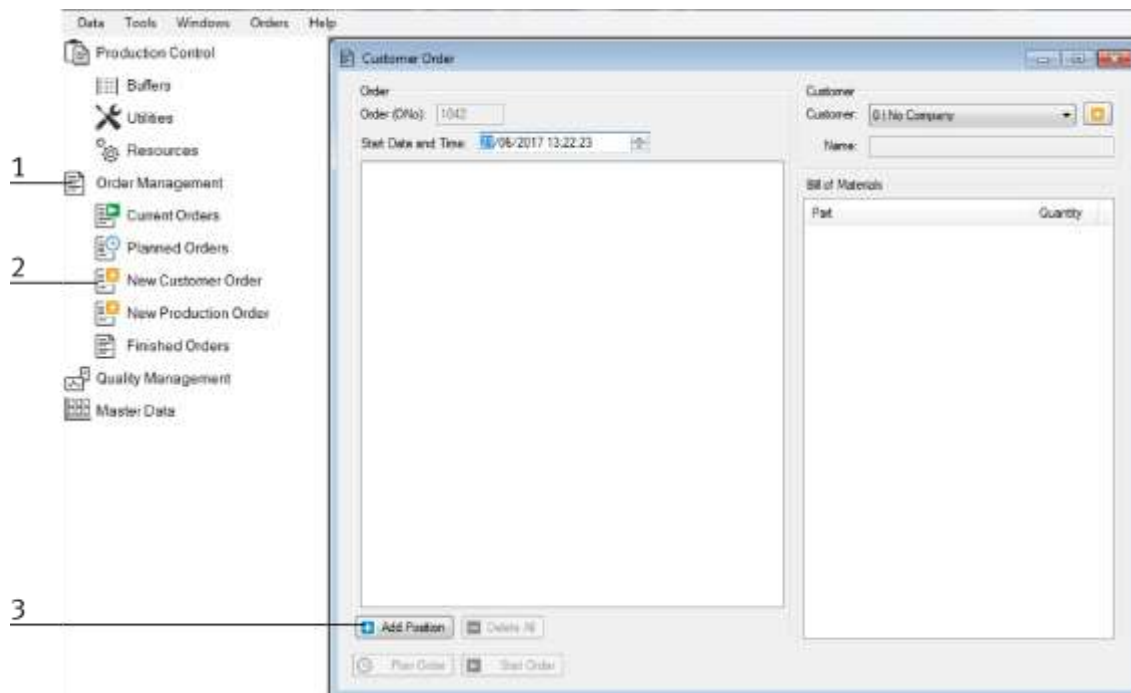 Data Tools Windows Orders Help
Production Control
Buffers
Utilities
Resources
1
Order Management
Current Orders
Planned Orders
2
New Customer Order
New Production Order
Finished Orders
Quality Management
Master Data
Customer Order
Order
Order (ONo): 1042
Start Date and Time: /06/2017 13:22:23
Customer
Customer: 0 | No Company
Name:
Bill of Materials
Part Quantity
3
Add Position Delete All
Plan Order Start Order